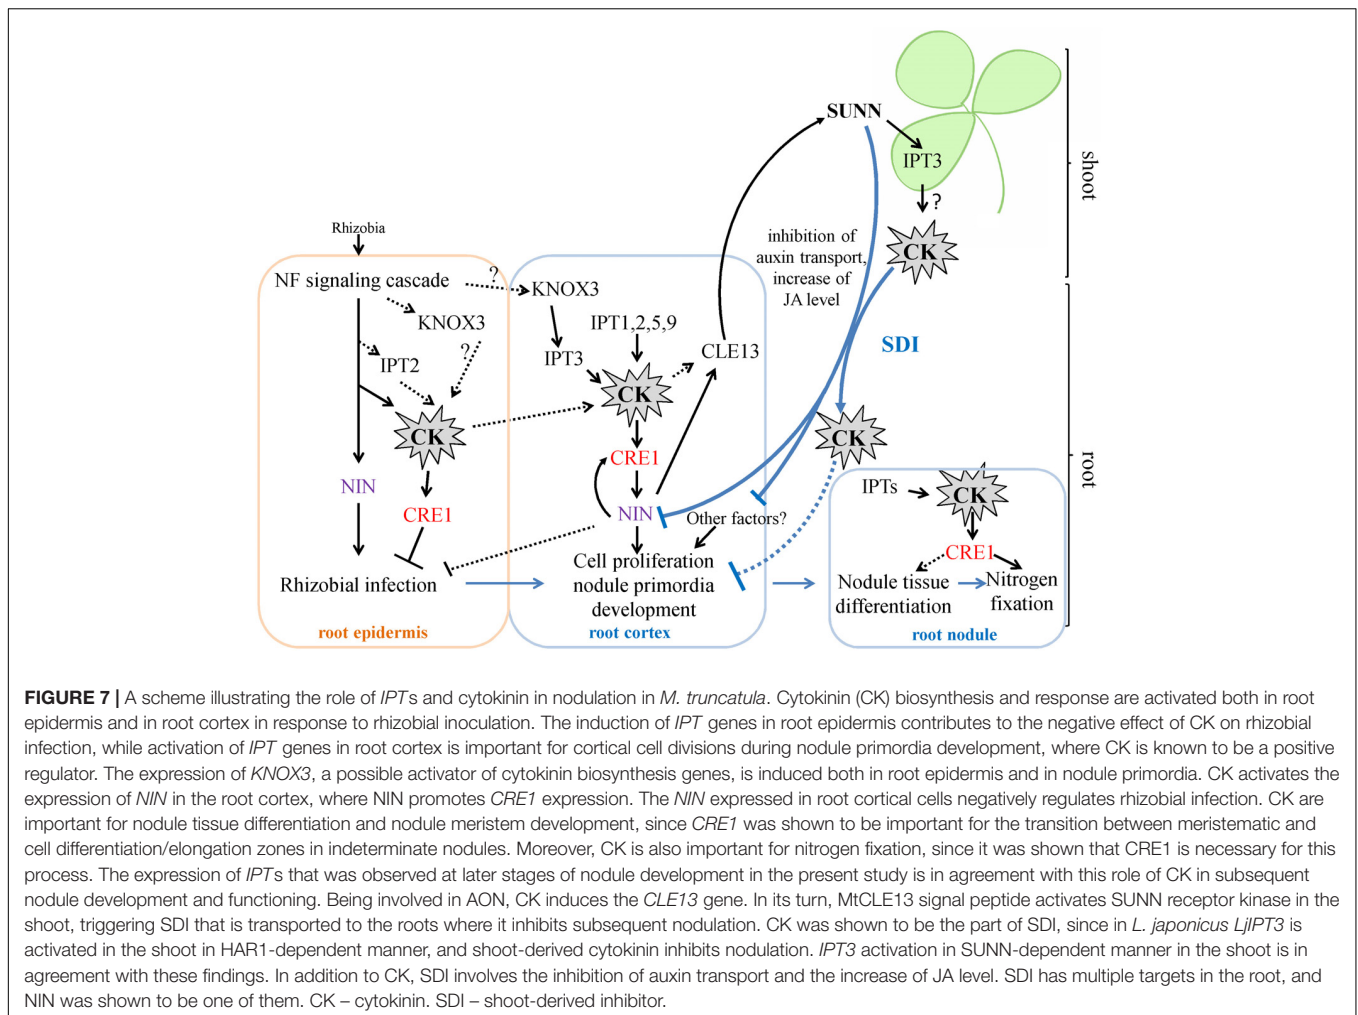 SUNN
IPT3
?
CK
shoot
Rhizobia
inhibition of
auxin transport,
increase of
JA level
NF signaling cascade
?
KNOX3
KNOX3
IPT1,2,5,9
?
IPT2
IPT3
CLE13
SDI
CK
CK
CK
root
CRE1
NIN
IPTs
CK
CRE1
NIN
Other factors?
CRE1
Rhizobial infection
Cell proliferation
nodule primordia
development
Nodule tissue
differentiation
Nitrogen
fixation
root epidermis
root cortex
root nodule
FIGURE 7 | A scheme illustrating the role of IPTs and cytokinin in nodulation in M. truncatula. Cytokinin (CK) biosynthesis and response are activated both in root
epidermis and in root cortex in response to rhizobial inoculation. The induction of IPT genes in root epidermis contributes to the negative effect of CK on rhizobial
infection, while activation of IPT genes in root cortex is important for cortical cell divisions during nodule primordia development, where CK is known to be a positive
regulator. The expression of KNOX3, a possible activator of cytokinin biosynthesis genes, is induced both in root epidermis and in nodule primordia. CK activates the
expression of NIN in the root cortex, where NIN promotes CRE1 expression. The NIN expressed in root cortical cells negatively regulates rhizobial infection. CK are
important for nodule tissue differentiation and nodule meristem development, since CRE1 was shown to be important for the transition between meristematic and
cell differentiation/elongation zones in indeterminate nodules. Moreover, CK is also important for nitrogen fixation, since it was shown that CRE1 is necessary for this
process. The expression of IPTs that was observed at later stages of nodule development in the present study is in agreement with this role of CK in subsequent
nodule development and functioning. Being involved in AON, CK induces the CLE13 gene. In its turn, MtCLE13 signal peptide activates SUNN receptor kinase in the
shoot, triggering SDI that is transported to the roots where it inhibits subsequent nodulation. CK was shown to be the part of SDI, since in L. japonicus LjIPT3 is
activated in the shoot in HAR1-dependent manner, and shoot-derived cytokinin inhibits nodulation. IPT3 activation in SUNN-dependent manner in the shoot is in
agreement with these findings. In addition to CK, SDI involves the inhibition of auxin transport and the increase of JA level. SDI has multiple targets in the root, and
NIN was shown to be one of them. CK – cytokinin. SDI – shoot-derived inhibitor.